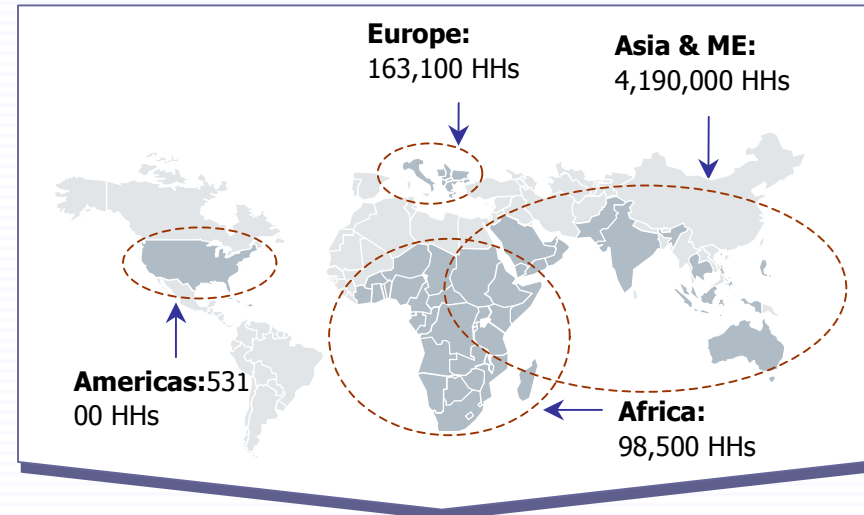 Europe:
163,100 HHs
Asia & ME:
4,190,000 HHs
Americas:531
00 HHs
Africa:
98,500 HHs